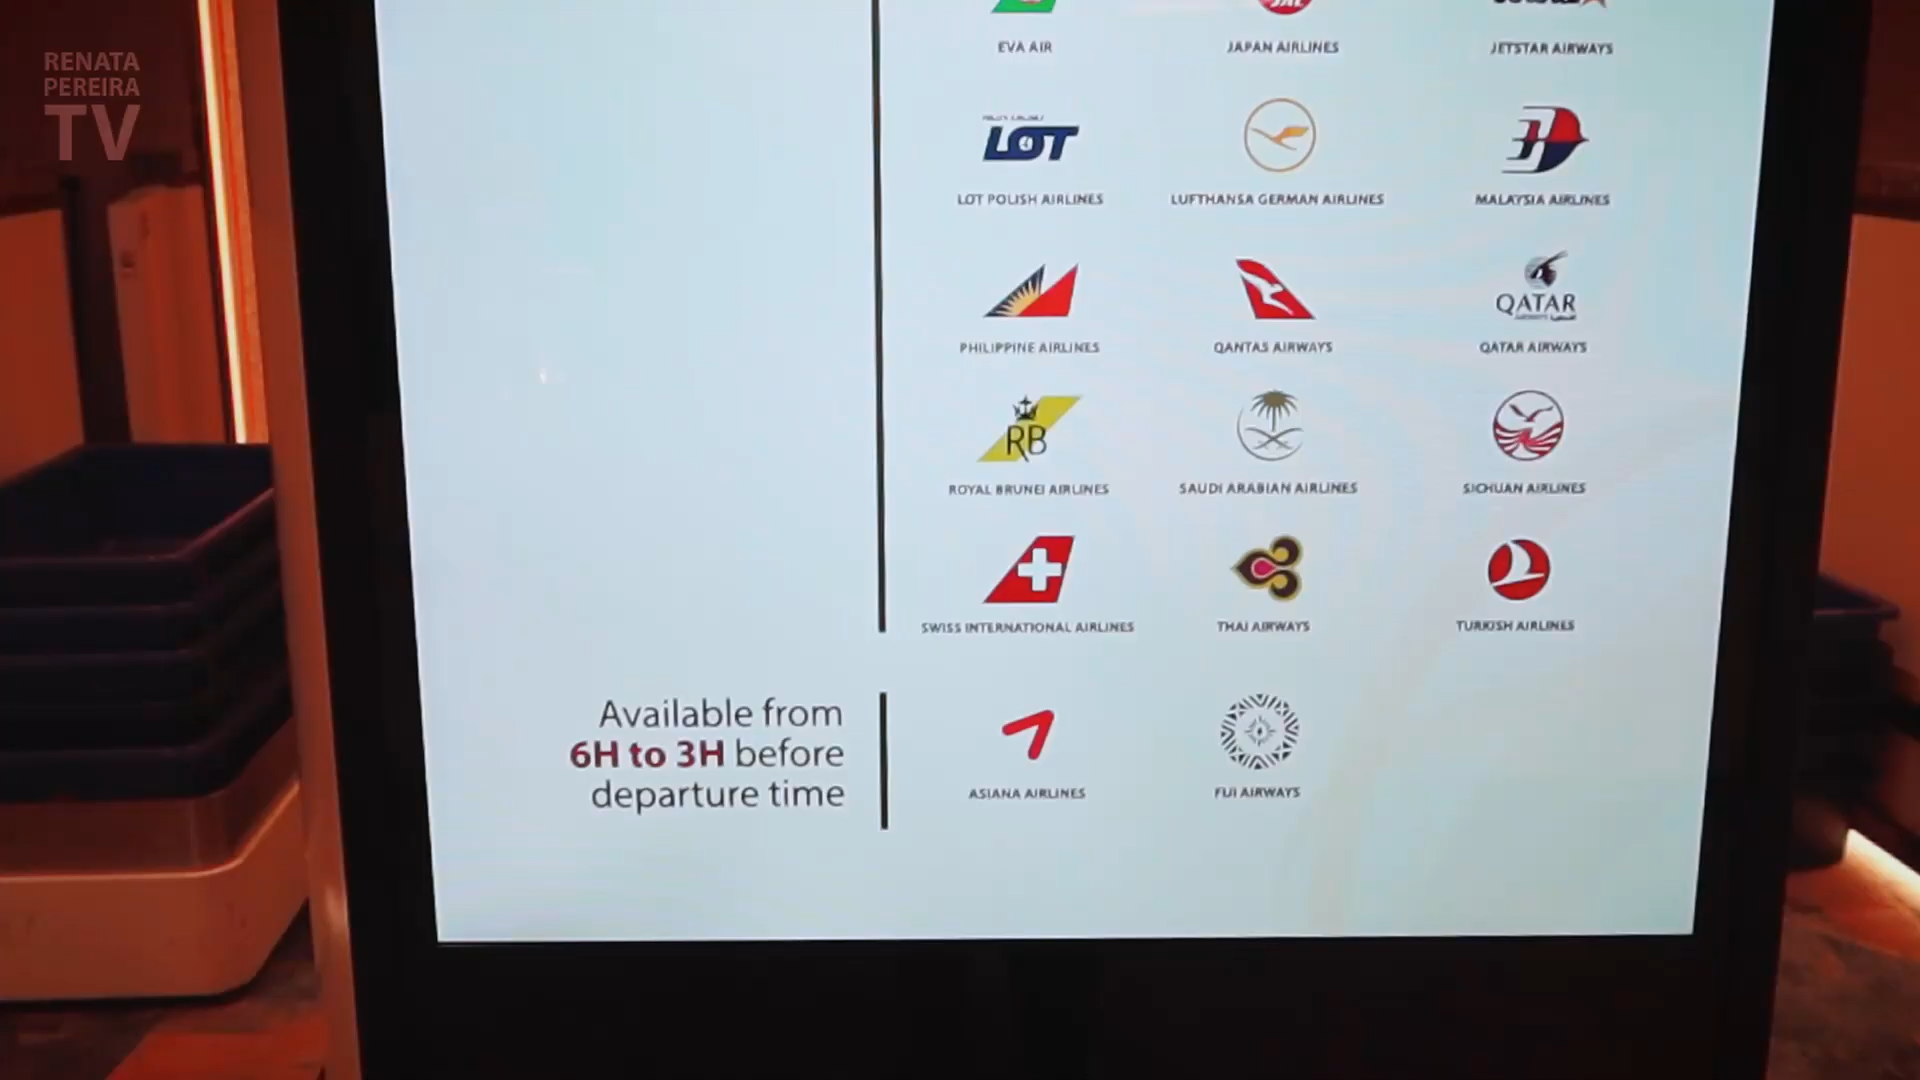 RENATA
PEREIRA
TV
EVA AIR
JAPAN AIRLINES
JETSTAR AIRWAYS
LOT
LOT POLISH AIRLINES
LUFTHANSA GERMAN AIRLINES
MALAYSIA AIRLINES
QATAR
PHILIPPINE AIRLINES
QANTAS AIRWAYS
QATAR AIRWAYS
RB
ROYAL BRUNEI AIRLINES
SAUDI ARABIAN AIRLINES
SICHUAN AIRLINES
SWISS INTERNATIONAL AIRLINES
THAI AIRWAYS
TURKISH AIRLINES
Available from
6H to 3H before
departure time
ASIANA AIRLINES
FIJI AIRWAYS